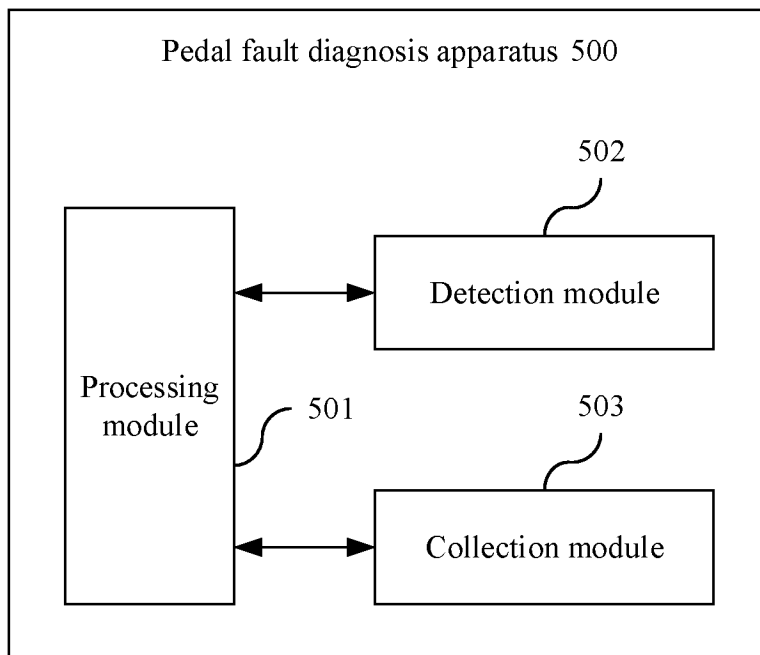 Pedal fault diagnosis apparatus 500
502
Detection module
Processing
module
501
503
Collection module